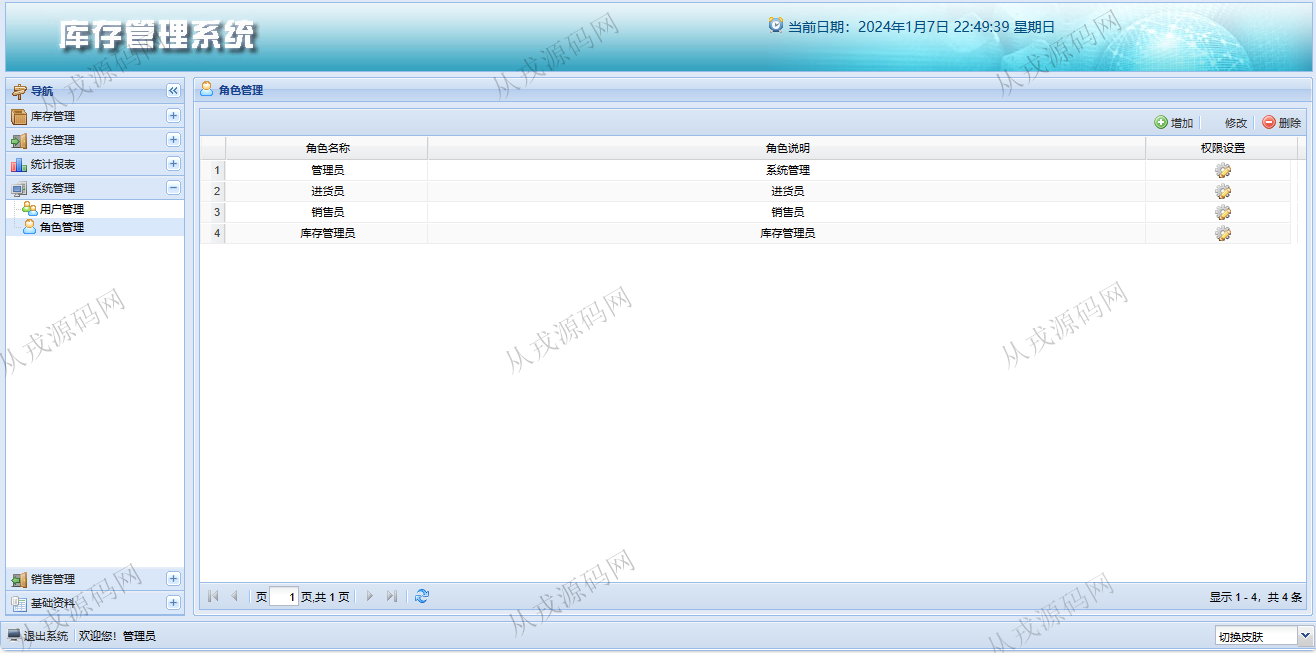 库存管理系统
当前日期：2024年1月7日 22:49:39 星期日
导航
库存管理
进货管理
统计报表
系统管理
用户管理
角色管理
销售管理
基础资料
角色管理
增加 修改 删除
角色名称 角色说明 权限设置
1 管理员 系统管理
2 进货员 进货员
3 销售员 销售员
4 库存管理员 库存管理员
页 1 页,共 1 页
显示 1 - 4，共 4 条
退出系统 欢迎您！管理员
切换皮肤
从戎源码网
从戎源码网
从戎源码网
从戎源码网
从戎源码网
从戎源码网
从戎源码网
从戎源码网
从戎源码网